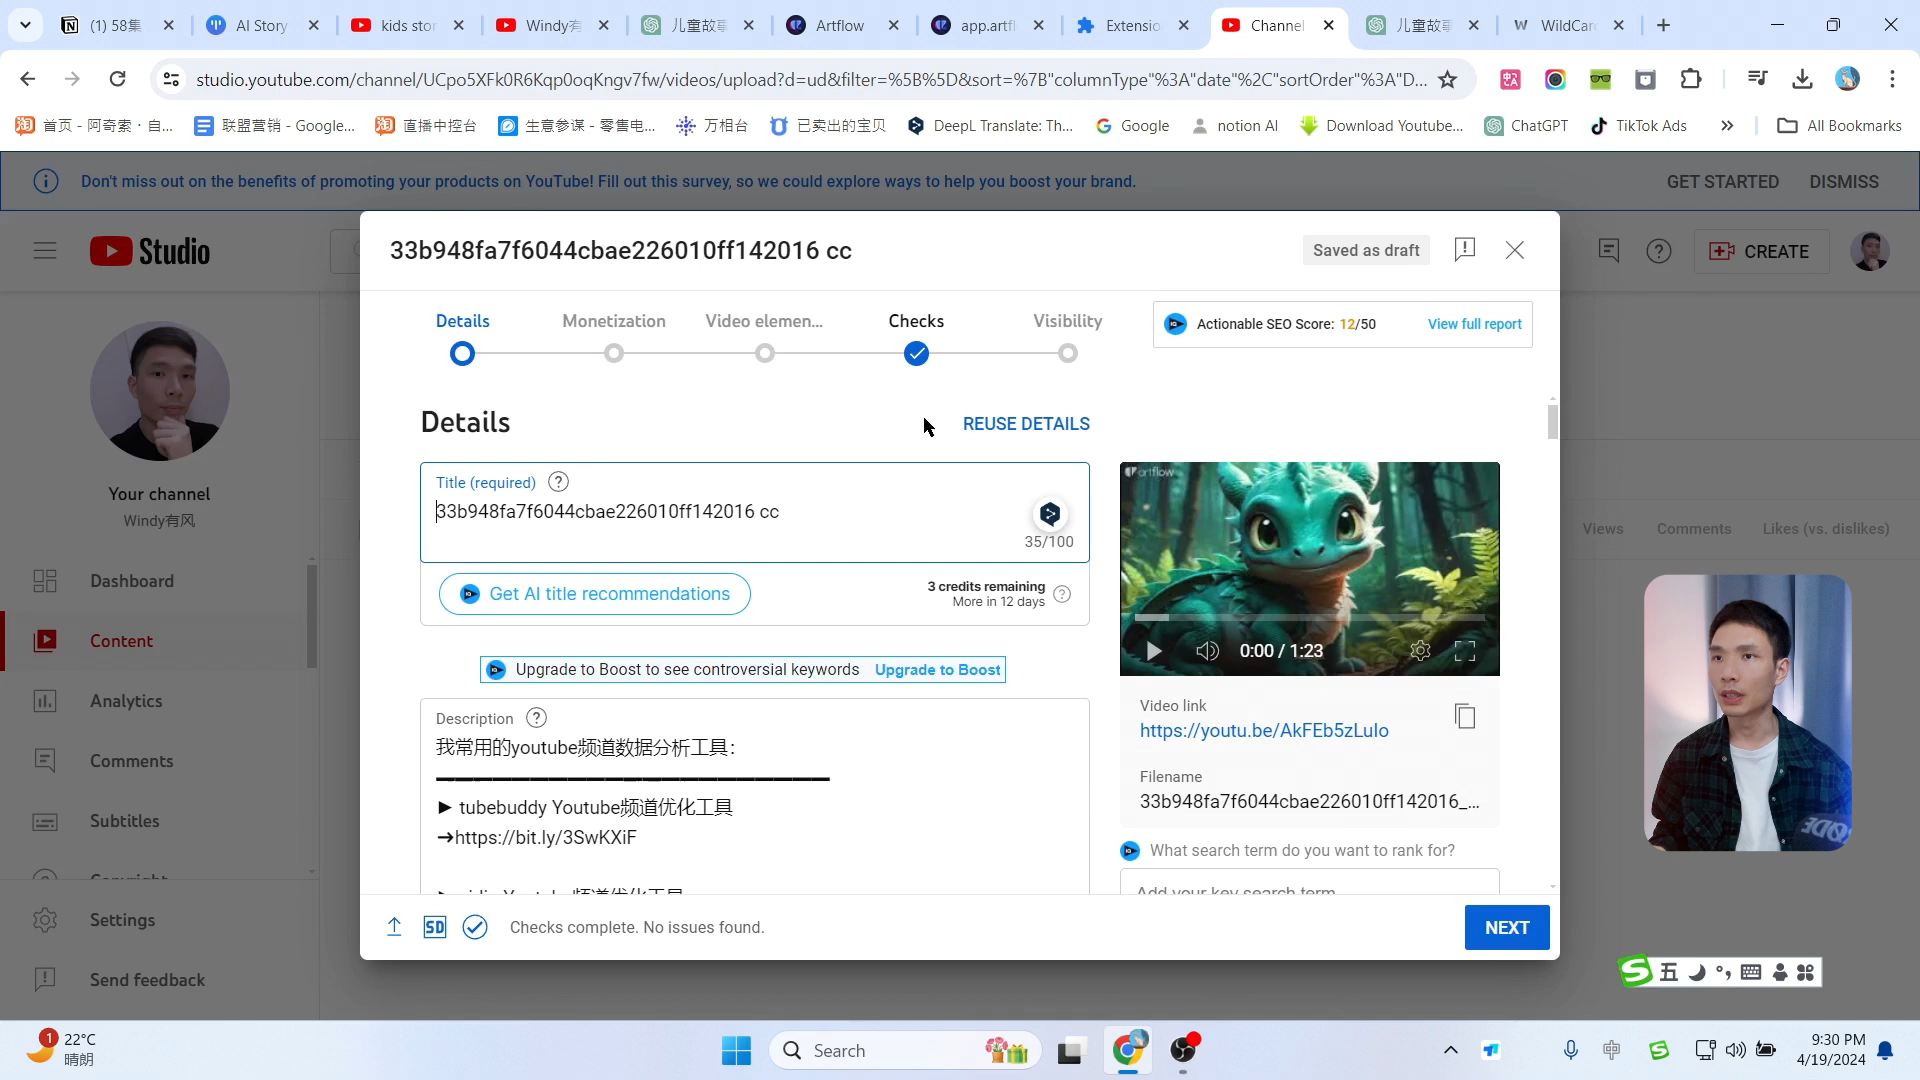 (1) 58集
AI Story
kids stor
Windy有
儿童故事
Artflow
app.artfl
Extensio
Channel
儿童故事
WildCar
studio.youtube.com/channel/UCpo5XFk0R6Kqp0oqKngv7fw/videos/upload?d=ud&filter=%5B%5D&sort=%7B"columnType"%3A"date"%2C"sortOrder"%3A"D...
首页 - 阿奇索 · 自...
联盟营销 - Google...
直播中控台
生意参谋 - 零售电...
万相台
已卖出的宝贝
DeepL Translate: Th...
Google
notion AI
Download Youtube...
ChatGPT
TikTok Ads
All Bookmarks
Don't miss out on the benefits of promoting your products on YouTube! Fill out this survey, so we could explore ways to help you boost your brand.
GET STARTED
DISMISS
Studio
33b948fa7f6044cbae226010ff142016 cc
Saved as draft
CREATE
Details
Monetization
Video elemen...
Checks
Visibility
Actionable SEO Score: 12/50
View full report
Details
REUSE DETAILS
Title (required)
33b948fa7f6044cbae226010ff142016 cc
35/100
Get AI title recommendations
3 credits remaining
More in 12 days
Upgrade to Boost to see controversial keywords
Upgrade to Boost
Description
我常用的youtube频道数据分析工具：
▶ tubebuddy Youtube频道优化工具
➔https://bit.ly/3SwKXiF
artflow
0:00 / 1:23
Video link
https://youtu.be/AkFEb5zLuIo
Filename
33b948fa7f6044cbae226010ff142016_...
What search term do you want to rank for?
Add your key search term
SD
Checks complete. No issues found.
NEXT
Your channel
Windy有风
Dashboard
Content
Analytics
Comments
Subtitles
Copyright
Settings
Send feedback
Views
Comments
Likes (vs. dislikes)
五
1
22°C
晴朗
Search
中
9:30 PM
4/19/2024